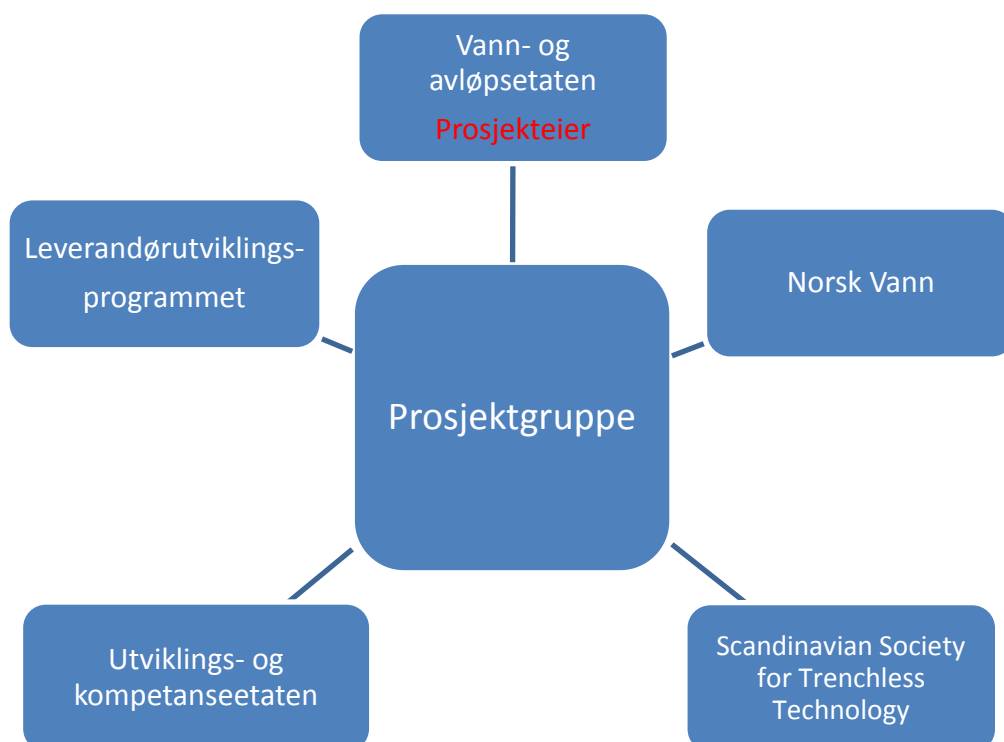 Vann- og
avløpsetaten
Prosjekteier
Leverandørutviklings-
programmet
Norsk Vann
Prosjektgruppe
Utviklings- og
kompetanseetaten
Scandinavian Society
for Trenchless
Technology